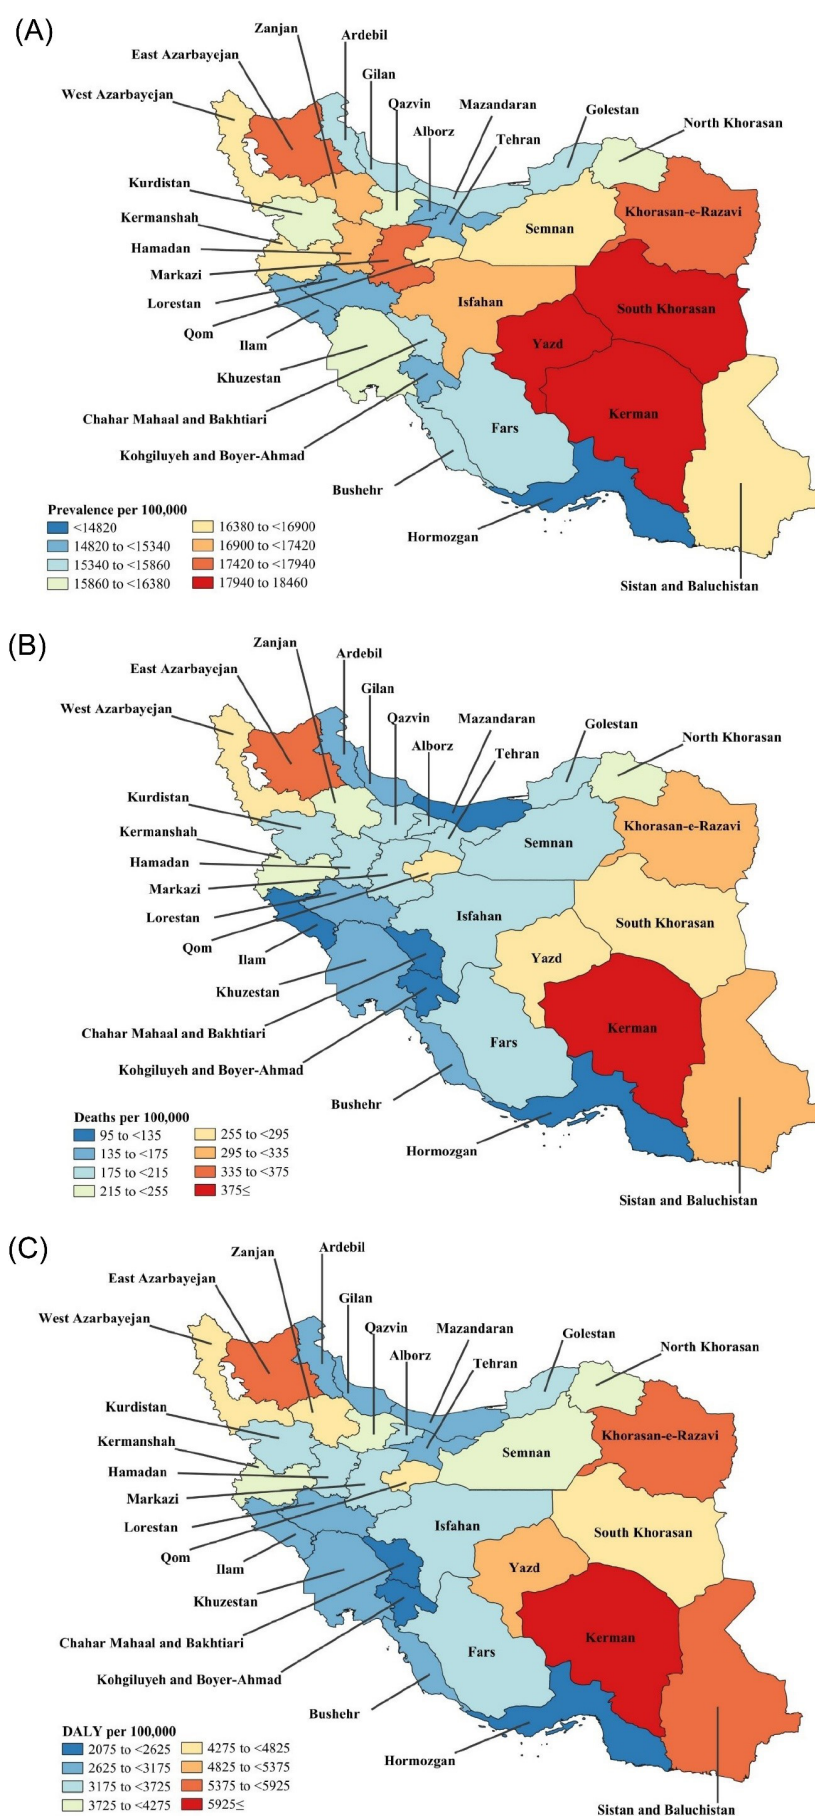 (A)
Zanjan
Ardebil
East Azarbayejan
Gilan
West Azarbayejan
Qazvin
Mazandaran
Golestan
North Khorasan
Alborz
Tehran
Kurdistan
Khorasan-e-Razavi
Kermanshah
Semnan
Hamadan
Markazi
Isfahan
Lorestan
South Khorasan
Qom
Ilam
Yazd
Khuzestan
Kerman
Chahar Mahaal and Bakhtiari
Fars
Kohgiluyeh and Boyer-Ahmad
Bushehr
Hormozgan
Sistan and Baluchistan
Prevalence per 100,000
<14820
14820 to <15340
15340 to <15860
15860 to <16380
16380 to <16900
16900 to <17420
17420 to <17940
17940 to 18460
(B)
Zanjan
Ardebil
East Azarbayejan
Gilan
West Azarbayejan
Qazvin
Mazandaran
Golestan
North Khorasan
Alborz
Tehran
Kurdistan
Khorasan-e-Razavi
Kermanshah
Semnan
Hamadan
Markazi
Isfahan
Lorestan
South Khorasan
Qom
Ilam
Yazd
Khuzestan
Kerman
Chahar Mahaal and Bakhtiari
Fars
Kohgiluyeh and Boyer-Ahmad
Bushehr
Hormozgan
Sistan and Baluchistan
Deaths per 100,000
95 to <135
135 to <175
175 to <215
215 to <255
255 to <295
295 to <335
335 to <375
375≤
(C)
Zanjan
Ardebil
East Azarbayejan
Gilan
West Azarbayejan
Qazvin
Mazandaran
Golestan
North Khorasan
Alborz
Tehran
Kurdistan
Khorasan-e-Razavi
Kermanshah
Semnan
Hamadan
Markazi
Isfahan
Lorestan
South Khorasan
Qom
Ilam
Yazd
Khuzestan
Kerman
Chahar Mahaal and Bakhtiari
Fars
Kohgiluyeh and Boyer-Ahmad
Bushehr
Hormozgan
Sistan and Baluchistan
DALY per 100,000
2075 to <2625
2625 to <3175
3175 to <3725
3725 to <4275
4275 to <4825
4825 to <5375
5375 to <5925
5925≤